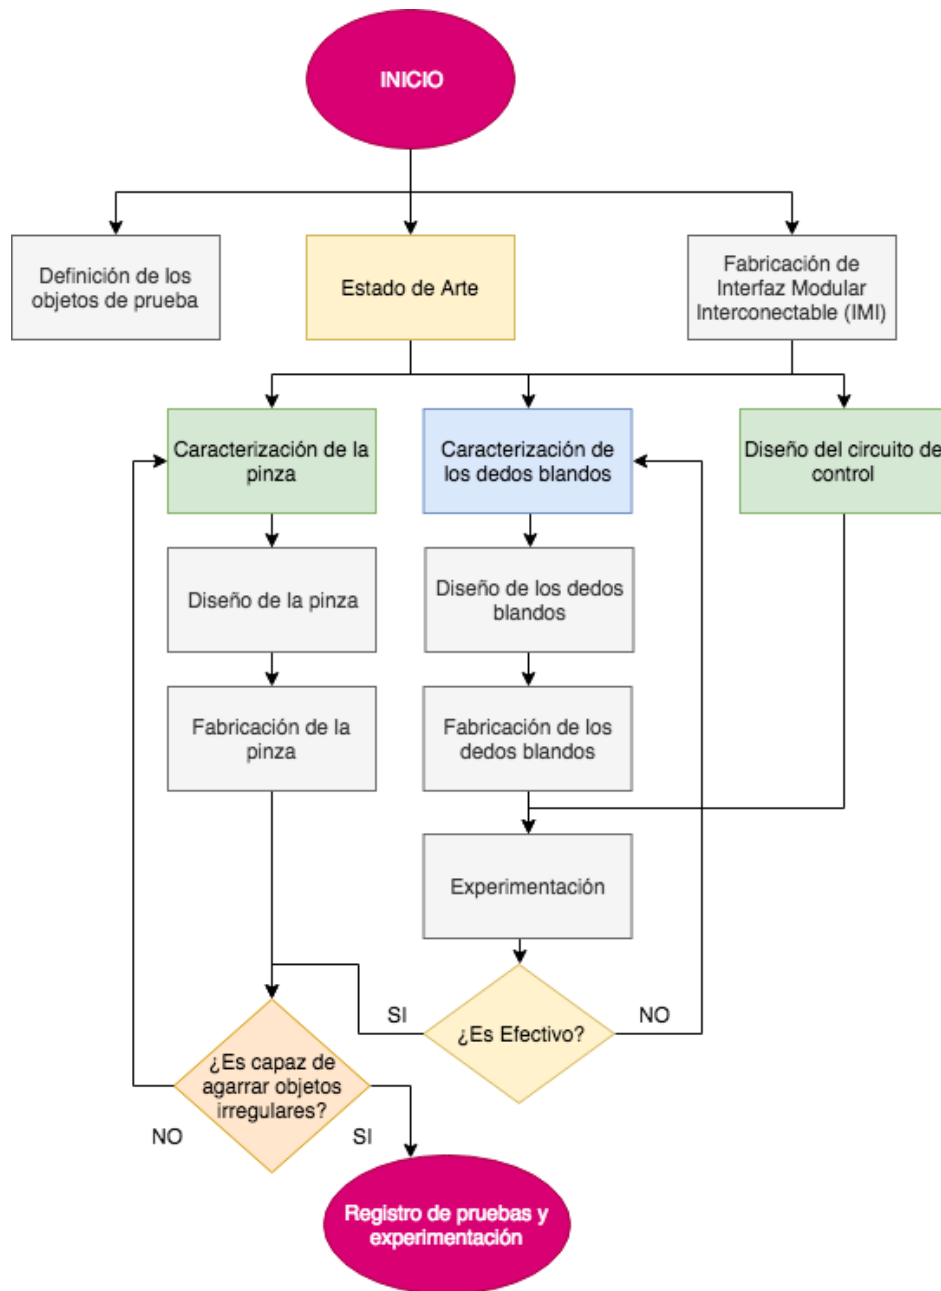 INICIO
Definición de los
objetos de prueba
Estado de Arte
Fabricación de
Interfaz Modular
Interconectable (IMI)
Caracterización de la
pinza
Caracterización de
los dedos blandos
Diseño del circuito de
control
Diseño de la pinza
Diseño de los dedos
blandos
Fabricación de la
pinza
Fabricación de los
dedos blandos
Experimentación
SI
¿Es Efectivo?
NO
¿Es capaz de
agarrar objetos
irregulares?
NO
SI
Registro de pruebas y
experimentación